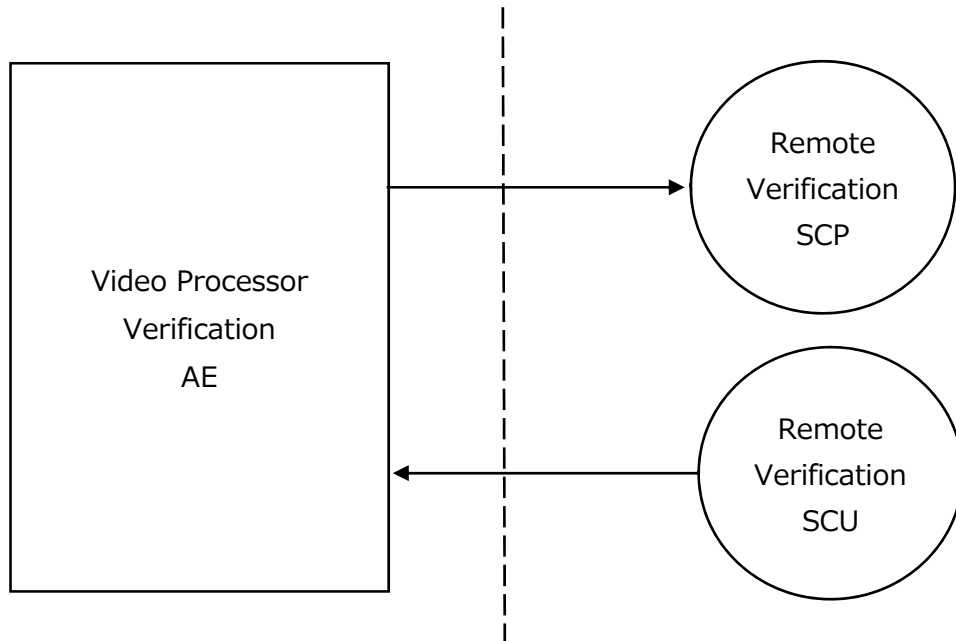 Video Processor
Verification
AE
Remote
Verification
SCP
Remote
Verification
SCU